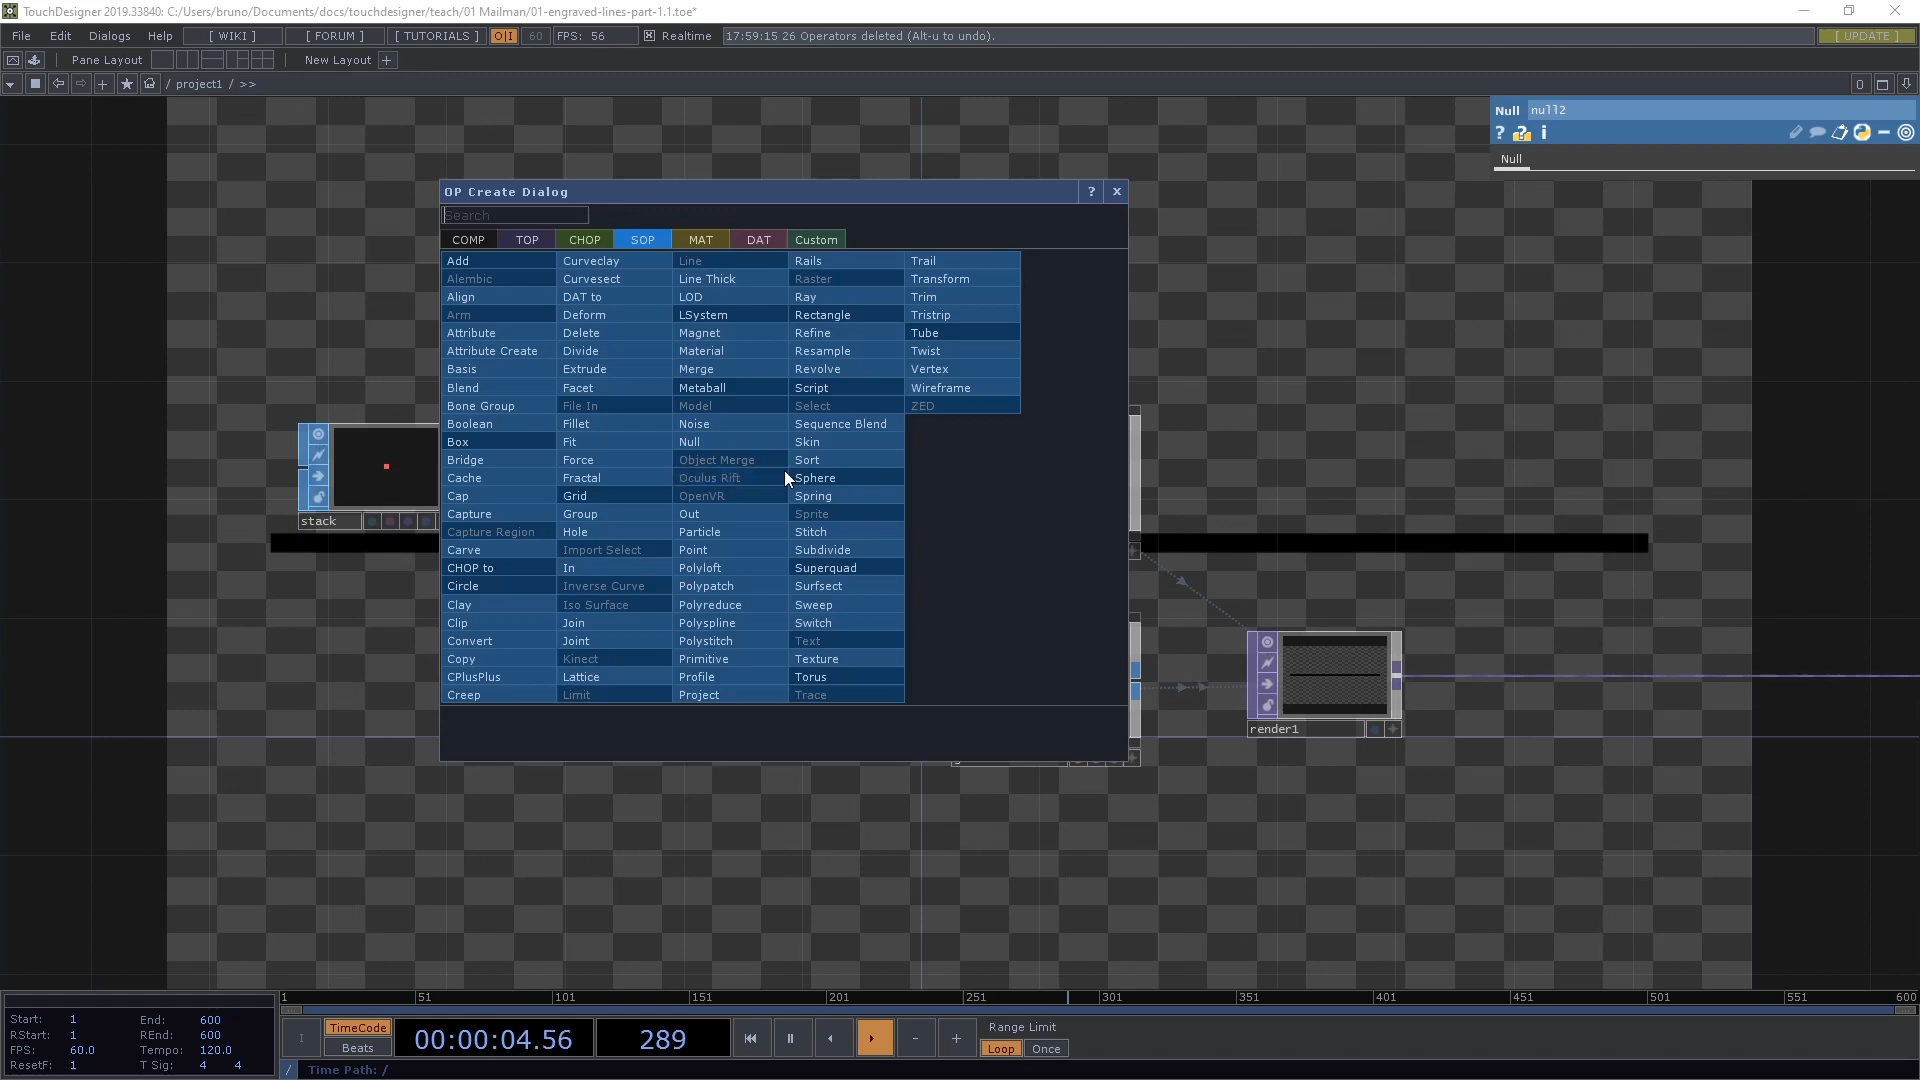 TouchDesigner 2019.33840: C:/Users/bruno/Documents/docs/touchdesigner/teach/01 Mailman/01-engraved-lines-part-1.1.toe*
File Edit Dialogs Help [ WIKI ] [ FORUM ] [ TUTORIALS ] O|I 60 FPS: 56 Realtime 17:59:15 26 Operators deleted (Alt-u to undo). [ UPDATE ]
Pane Layout New Layout +
/ project1 / >> 0
Null null2
? ? i
Null
OP Create Dialog ? x
Search
COMP TOP CHOP SOP MAT DAT Custom
Add Curveclay Line Rails Trail
Alembic Curvesect Line Thick Raster Transform
Align DAT to LOD Ray Trim
Arm Deform LSystem Rectangle Tristrip
Attribute Delete Magnet Refine Tube
Attribute Create Divide Material Resample Twist
Basis Extrude Merge Revolve Vertex
Blend Facet Metaball Script Wireframe
Bone Group File In Model Select ZED
Boolean Fillet Noise Sequence Blend
Box Fit Null Skin
Bridge Force Object Merge Sort
Cache Fractal Oculus Rift Sphere
Cap Grid OpenVR Spring
Capture Group Out Sprite
Capture Region Hole Particle Stitch
Carve Import Select Point Subdivide
CHOP to In Polyloft Superquad
Circle Inverse Curve Polypatch Surfsect
Clay Iso Surface Polyreduce Sweep
Clip Join Polyspline Switch
Convert Joint Polystitch Text
Copy Kinect Primitive Texture
CPlusPlus Lattice Profile Torus
Creep Limit Project Trace
stack
render1
1 51 101 151 201 251 301 351 401 451 501 551 600
Start: 1 End: 600
RStart: 1 REnd: 600
FPS: 60.0 Tempo: 120.0
ResetF: 1 T Sig: 4 4
I TimeCode Beats 00:00:04.56 289 - + Range Limit
Loop Once
/ Time Path: /